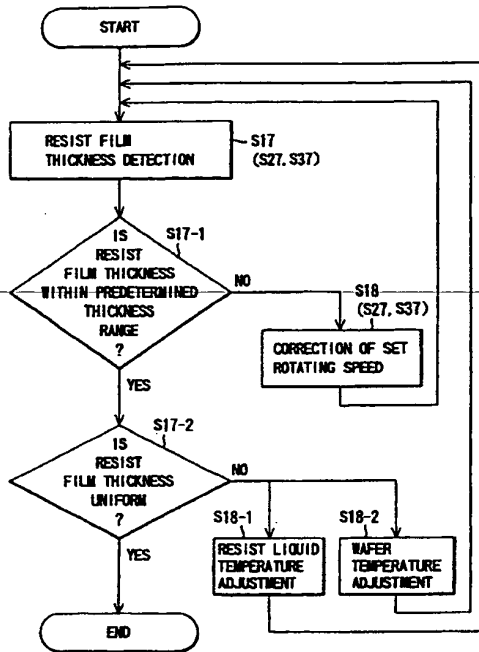 START
RESIST FILM
THICKNESS DETECTION
S17
(S27, S37)
IS
RESIST
FILM THICKNESS
WITHIN PREDETERMINED
THICKNESS
RANGE
?
S17-1
NO
YES
S18
(S27, S37)
CORRECTION OF SET
ROTATING SPEED
IS
RESIST
FILM THICKNESS
UNIFORM
?
S17-2
NO
YES
S18-1
RESIST LIQUID
TEMPERATURE
ADJUSTMENT
S18-2
WAFER
TEMPERATURE
ADJUSTMENT
END